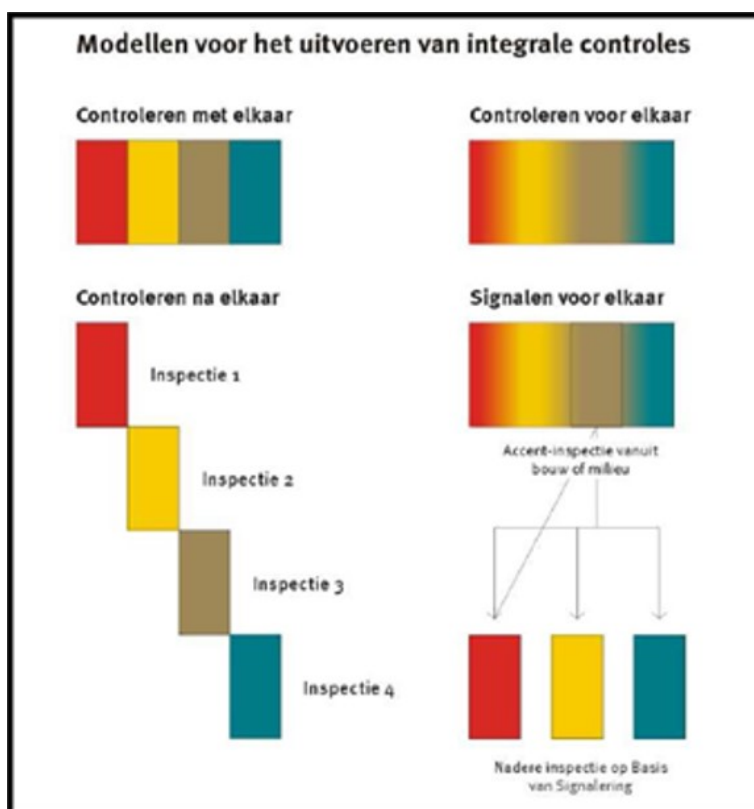 Modellen voor het uitvoeren van integrale controles
Controleren met elkaar
Controleren voor elkaar
Controleren na elkaar
Inspectie 1
Inspectie 2
Inspectie 3
Inspectie 4
Signalen voor elkaar
Accent-inspectie vanuit
bouw of milieu
Nadere inspectie op Basis
van Signalering